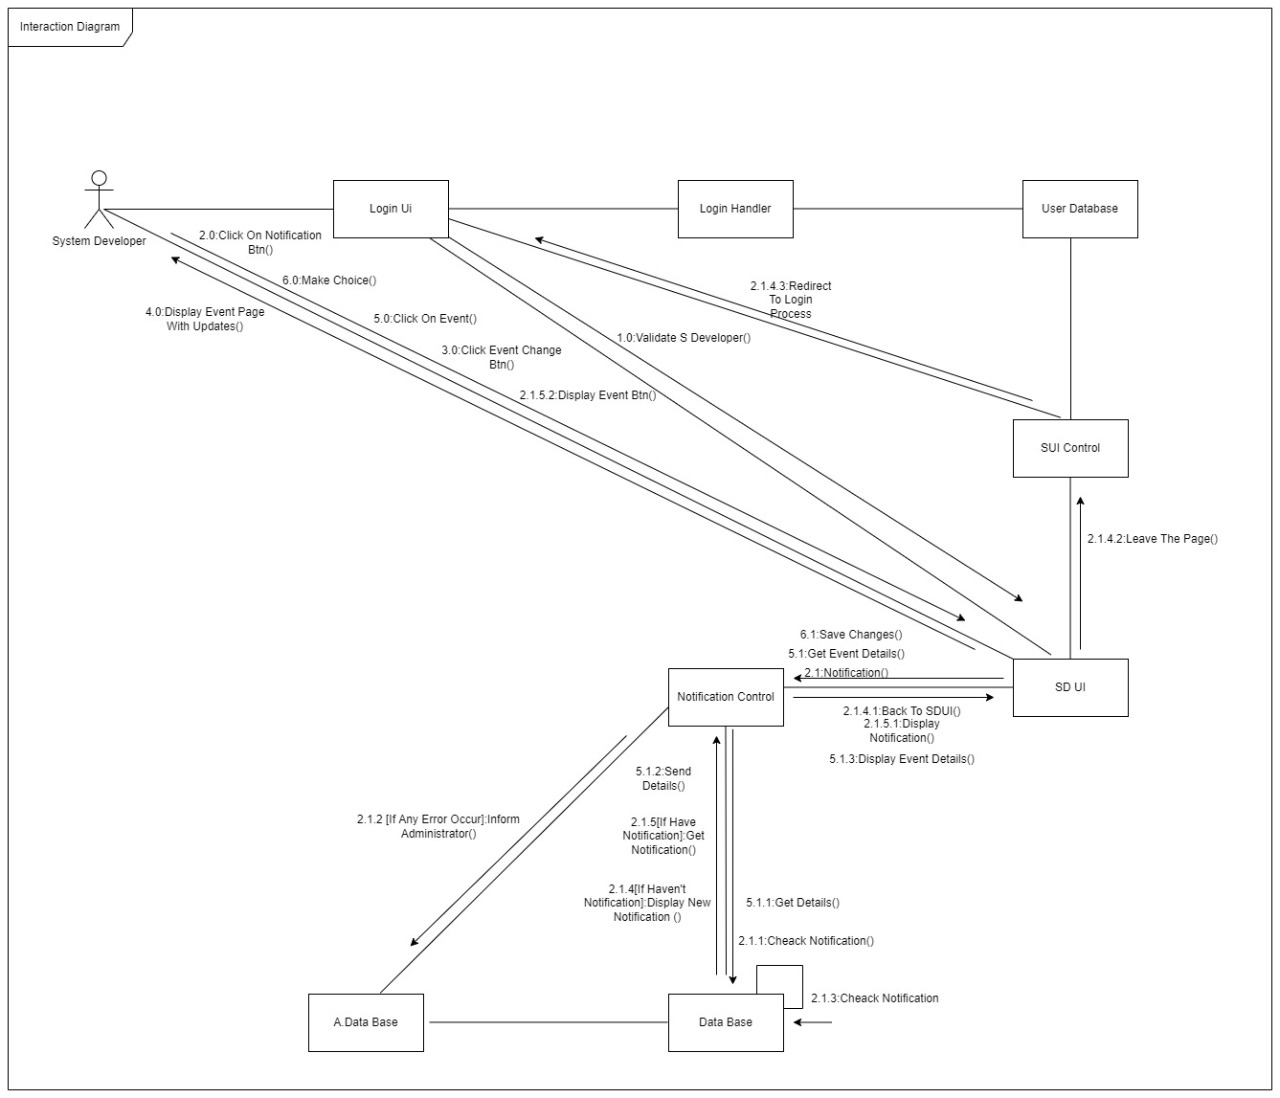 Interaction Diagram
Login Ui
Login Handler
User Database
System Developer
2.0:Click On Notification
Btn()
6.0:Make Choice()
2.1.4.3:Redirect
To Login
Process
4.0:Display Event Page
With Updates()
5.0:Click On Event()
1.0:Validate S Developer()
3.0:Click Event Change
Btn()
2.1.5.2:Display Event Btn()
SUI Control
2.1.4.2:Leave The Page()
6.1:Save Changes()
5.1:Get Event Details()
2.1:Notification()
SD UI
Notification Control
2.1.4.1:Back To SDUI()
2.1.5.1:Display
Notification()
5.1.3:Display Event Details()
5.1.2:Send
Details()
2.1.2 [If Any Error Occur]:Inform
Administrator()
2.1.5[If Have
Notification]:Get
Notification()
2.1.4[If Haven't
Notification]:Display New
Notification ()
5.1.1:Get Details()
2.1.1:Cheack Notification()
2.1.3:Cheack Notification
A.Data Base
Data Base